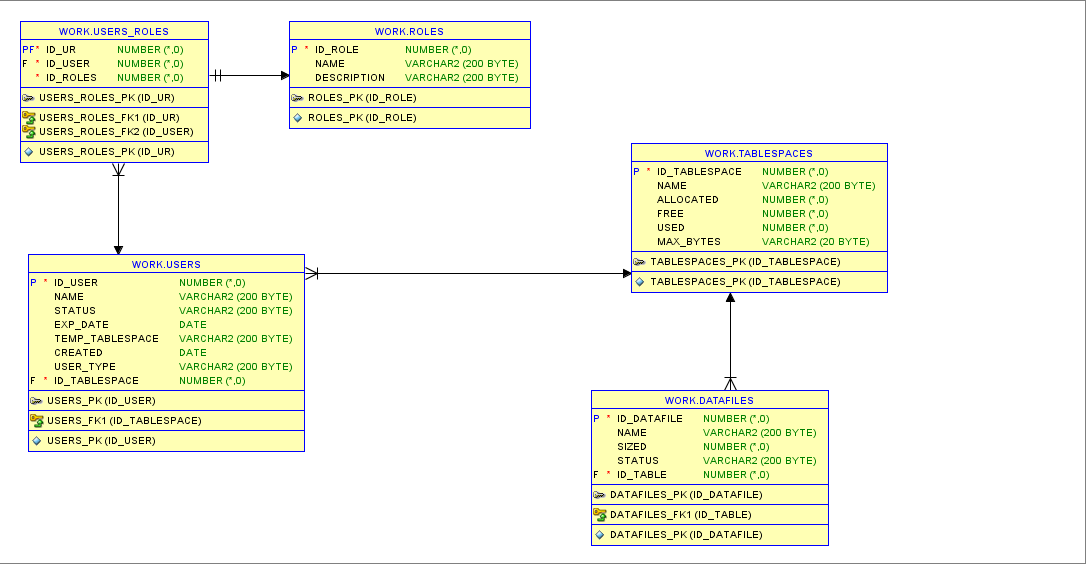 WORK.USERS_ROLES
PF* ID_UR NUMBER (*,0)
F * ID_USER NUMBER (*,0)
* ID_ROLES NUMBER (*,0)
USERS_ROLES_PK (ID_UR)
USERS_ROLES_FK1 (ID_UR)
USERS_ROLES_FK2 (ID_USER)
USERS_ROLES_PK (ID_UR)
WORK.ROLES
P * ID_ROLE NUMBER (*,0)
NAME VARCHAR2 (200 BYTE)
DESCRIPTION VARCHAR2 (200 BYTE)
ROLES_PK (ID_ROLE)
ROLES_PK (ID_ROLE)
WORK.TABLESPACES
P * ID_TABLESPACE NUMBER (*,0)
NAME VARCHAR2 (200 BYTE)
ALLOCATED NUMBER (*,0)
FREE NUMBER (*,0)
USED NUMBER (*,0)
MAX_BYTES VARCHAR2 (20 BYTE)
TABLESPACES_PK (ID_TABLESPACE)
TABLESPACES_PK (ID_TABLESPACE)
WORK.USERS
P * ID_USER NUMBER (*,0)
NAME VARCHAR2 (200 BYTE)
STATUS VARCHAR2 (200 BYTE)
EXP_DATE DATE
TEMP_TABLESPACE VARCHAR2 (200 BYTE)
CREATED DATE
USER_TYPE VARCHAR2 (200 BYTE)
F * ID_TABLESPACE NUMBER (*,0)
USERS_PK (ID_USER)
USERS_FK1 (ID_TABLESPACE)
USERS_PK (ID_USER)
WORK.DATAFILES
P * ID_DATAFILE NUMBER (*,0)
NAME VARCHAR2 (200 BYTE)
SIZED NUMBER (*,0)
STATUS VARCHAR2 (200 BYTE)
F * ID_TABLE NUMBER (*,0)
DATAFILES_PK (ID_DATAFILE)
DATAFILES_FK1 (ID_TABLE)
DATAFILES_PK (ID_DATAFILE)